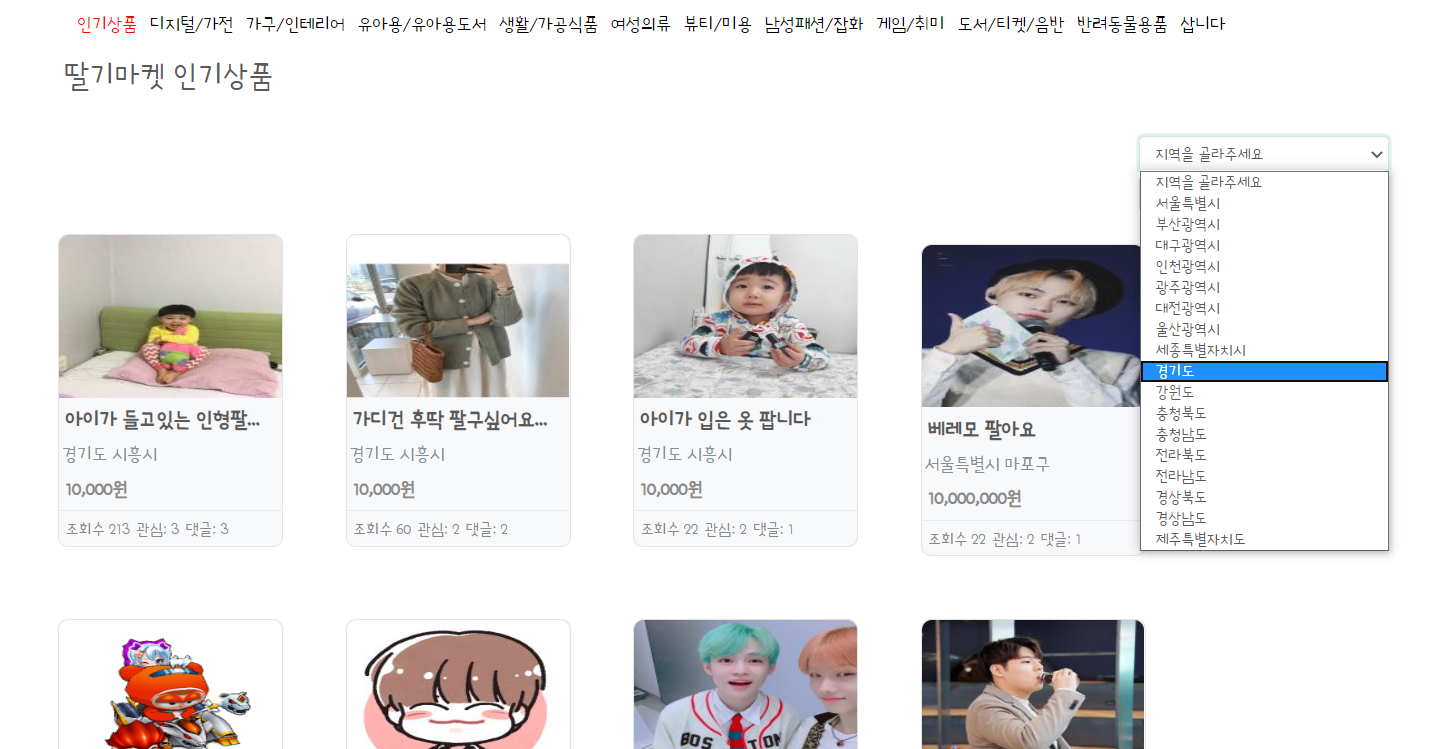 인기상품 디지털/가전 가구/인테리어 유아용/유아용도서 생활/가공식품 여성의류 뷰티/미용 남성패션/잡화 게임/취미 도서/티켓/음반 반려동물용품 삽니다
딸기마켓 인기상품
지역을 골라주세요
지역을 골라주세요
서울특별시
부산광역시
대구광역시
인천광역시
광주광역시
대전광역시
울산광역시
세종특별자치시
경기도
강원도
충청북도
충청남도
전라북도
전라남도
경상북도
경상남도
제주특별자치도
아이가 들고있는 인형팔...
경기도 시흥시
10,000원
조회수 213 관심: 3 댓글: 3
가디건 후딱 팔구싶어요...
경기도 시흥시
10,000원
조회수 60 관심: 2 댓글: 2
아이가 입은 옷 팝니다
경기도 시흥시
10,000원
조회수 22 관심: 2 댓글: 1
베레모 팔아요
서울특별시 마포구
10,000,000원
조회수 22 관심: 2 댓글: 1
BOS TON